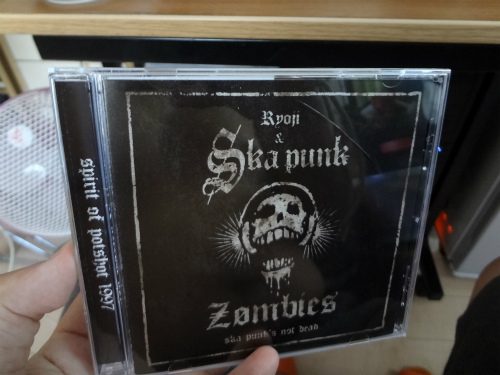 spirit of potshot 1997
Ryoji
&
Ska punk
Zombies
ska punk's not dead